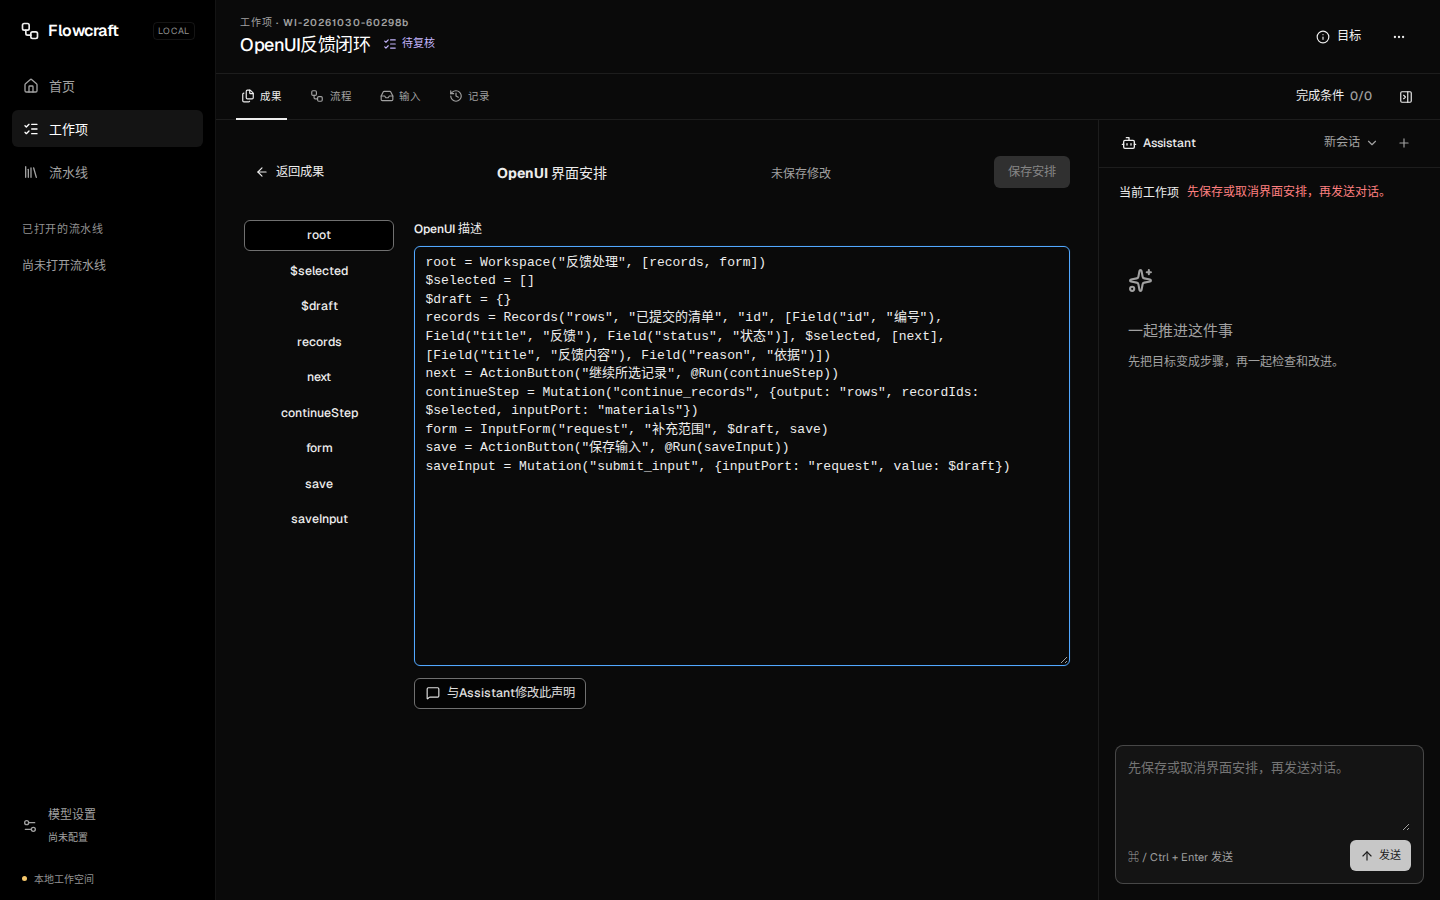 Flowcraft
LOCAL
首页
工作项
流水线
已打开的流水线
尚未打开流水线
模型设置
尚未配置
本地工作空间
工作项 · WI-20261030-60298b
OpenUI反馈闭环
待复核
目标
成果
流程
输入
记录
完成条件 0/0
返回成果
OpenUI 界面安排
未保存修改
保存安排
root
$selected
$draft
records
next
continueStep
form
save
saveInput
OpenUI 描述
root = Workspace("反馈处理", [records, form])
$selected = []
$draft = {}
records = Records("rows", "已提交的清单", "id", [Field("id", "编号"),
Field("title", "反馈"), Field("status", "状态")], $selected, [next],
[Field("title", "反馈内容"), Field("reason", "依据")])
next = ActionButton("继续所选记录", @Run(continueStep))
continueStep = Mutation("continue_records", {output: "rows", recordIds:
$selected, inputPort: "materials"})
form = InputForm("request", "补充范围", $draft, save)
save = ActionButton("保存输入", @Run(saveInput))
saveInput = Mutation("submit_input", {inputPort: "request", value: $draft})
与Assistant修改此声明
Assistant
新会话
当前工作项 先保存或取消界面安排，再发送对话。
一起推进这件事
先把目标变成步骤，再一起检查和改进。
先保存或取消界面安排，再发送对话。
⌘ / Ctrl + Enter 发送
发送